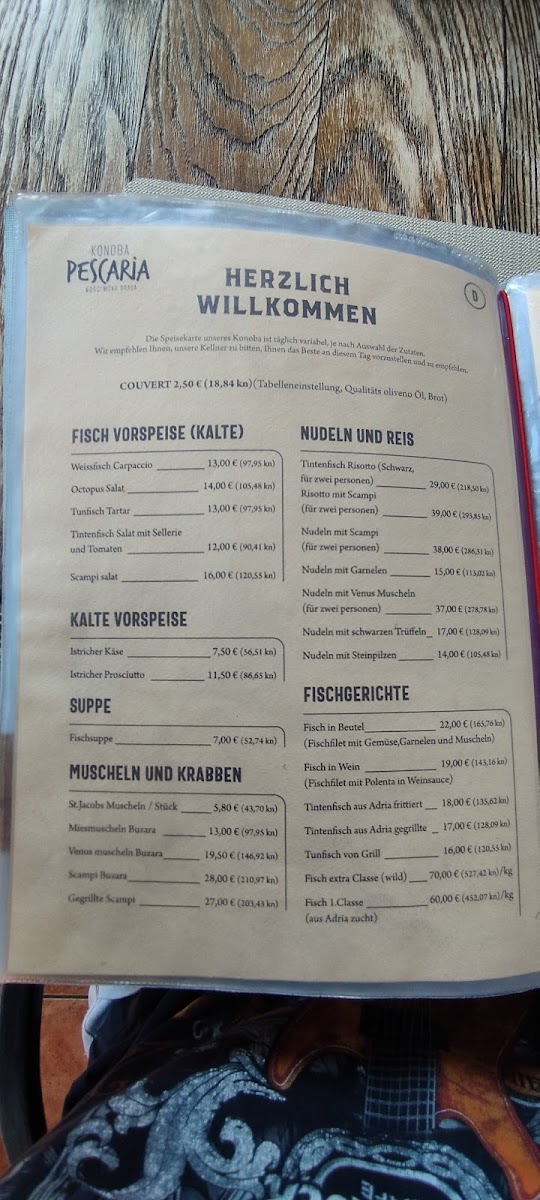 KONOBA
PESCARIA
HERZLICH
WILLKOMMEN
D
Die Speisekarte unseres Konoba ist täglich variabel, je nach Auswahl der Zutaten.
Wir empfehlen Ihnen, unsere Kellner zu bitten, Ihnen das Beste an diesem Tag vorzustellen und zu empfehlen.
COUVERT 2,50 € (18,84 kn)(Tabelleneinstellung, Qualitäts oliveno Öl, Brot)
FISCH VORSPEISE (KALTE)
Weissfisch Carpaccio 13,00 € (97,95 kn)
Octopus Salat 14,00 € (105,48 kn)
Tunfisch Tartar 13,00 € (97,95 kn)
Tintenfisch Salat mit Sellerie
und Tomaten 12,00 € (90,41 kn)
Scampi salat 16,00 € (120,55 kn)
KALTE VORSPEISE
Istricher Käse 7,50 € (56,51 kn)
Istricher Prosciutto 11,50 € (86,65 kn)
SUPPE
Fischsuppe 7,00 € (52,74 kn)
MUSCHELN UND KRABBEN
St.Jacobs Muscheln / Stück 5,80 € (43,70 kn)
Miesmuscheln Buzara 13,00 € (97,95 kn)
Venus muscheln Buzara 19,50 € (146,92 kn)
Scampi Buzara 28,00 € (210,97 kn)
Gegrillte Scampi 27,00 € (203,43 kn)
NUDELN UND REIS
Tintenfisch Risotto (Schwarz,
für zwei personen) 29,00 € (218,50 kn)
Risotto mit Scampi
(für zwei personen) 39,00 € (293,85 kn)
Nudeln mit Scampi
(für zwei personen) 38,00 € (286,31 kn)
Nudeln mit Garnelen 15,00 € (113,02 kn)
Nudeln mit Venus Muscheln
(für zwei personen) 37,00 € (278,78 kn)
Nudeln mit schwarzen Trüffeln 17,00 € (128,09 kn)
Nudeln mit Steinpilzen 14,00 € (105,48 kn)
FISCHGERICHTE
Fisch in Beutel 22,00 € (165,76 kn)
(Fischfilet mit Gemüse,Garnelen und Muscheln)
Fisch in Wein 19,00 € (143,16 kn)
(Fischfilet mit Polenta in Weinsauce)
Tintenfisch aus Adria frittiert 18,00 € (135,62 kn)
Tintenfisch aus Adria gegrillte 17,00 € (128,09 kn)
Tunfisch von Grill 16,00 € (120,55 kn)
Fisch extra Classe (wild) 70,00 € (527,42 kn)/kg
Fisch 1.Classe 60,00 € (452,07 kn)/kg
(aus Adria zucht)